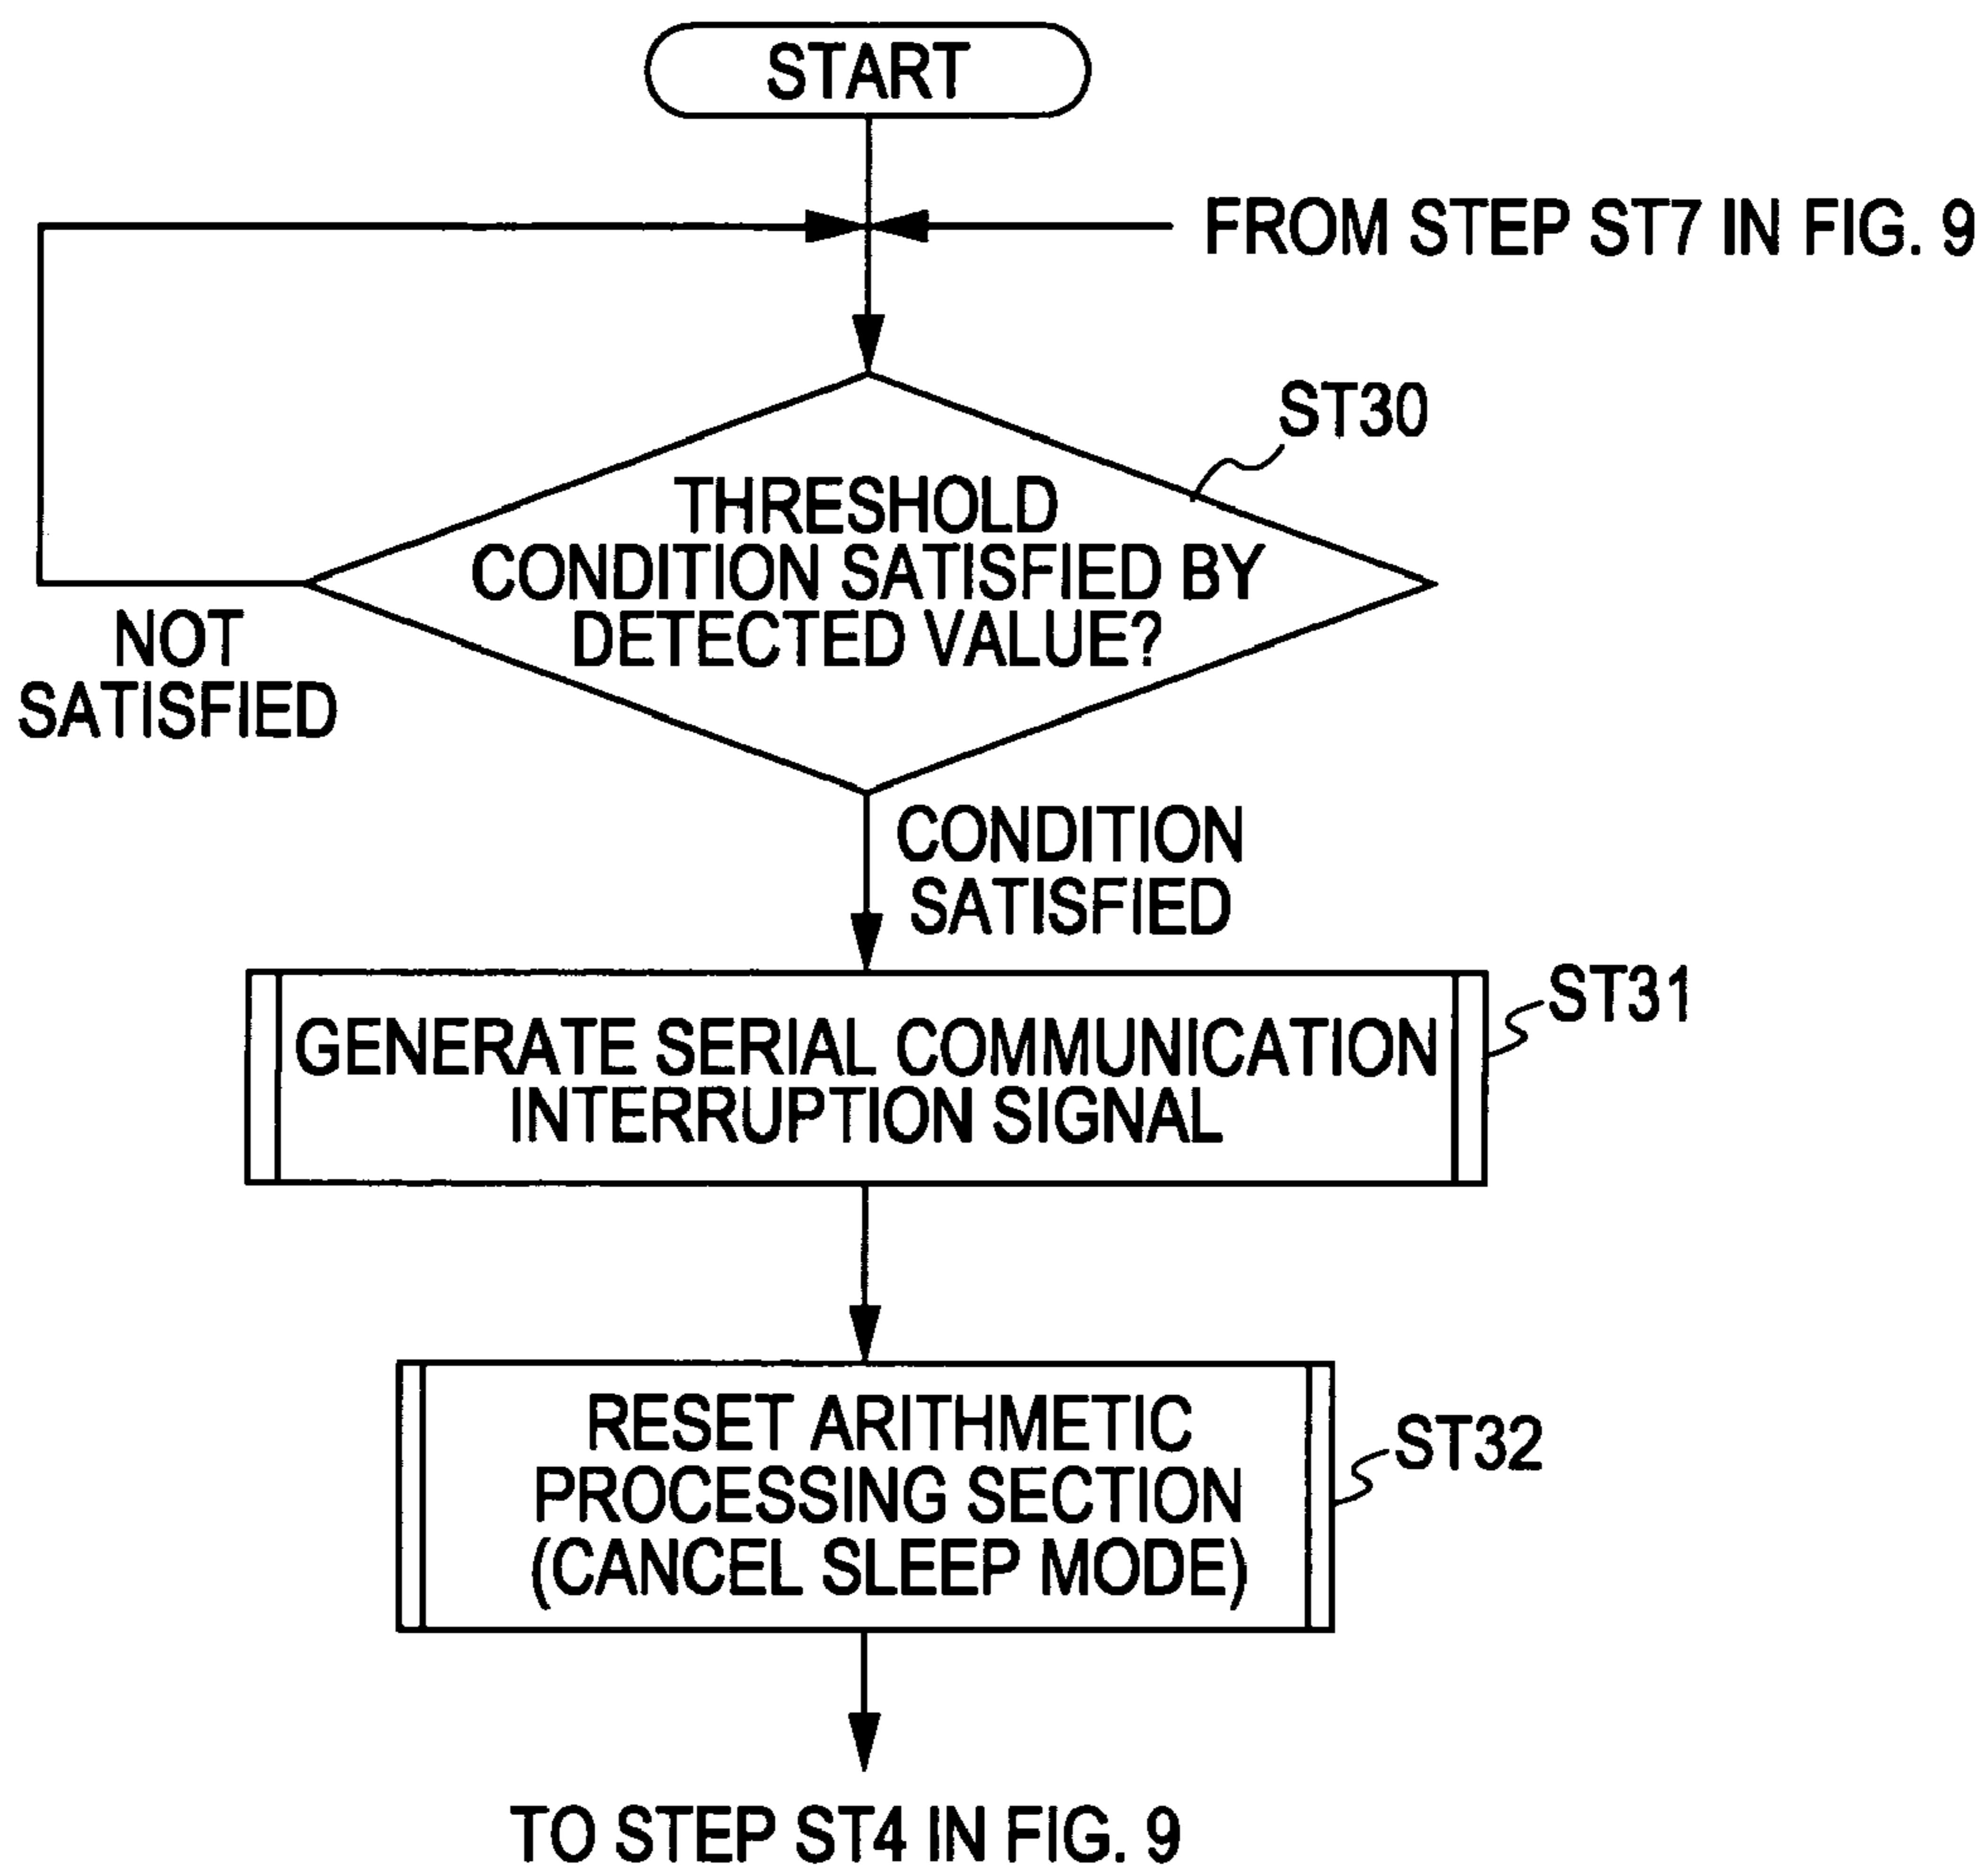 START
FROM STEP ST7 IN FIG. 9
ST30
THRESHOLD
CONDITION SATISFIED BY
DETECTED VALUE?
NOT
SATISFIED
CONDITION
SATISFIED
ST31
GENERATE SERIAL COMMUNICATION
INTERRUPTION SIGNAL
RESET ARITHMETIC
PROCESSING SECTION
(CANCEL SLEEP MODE)
ST32
TO STEP ST4 IN FIG. 9